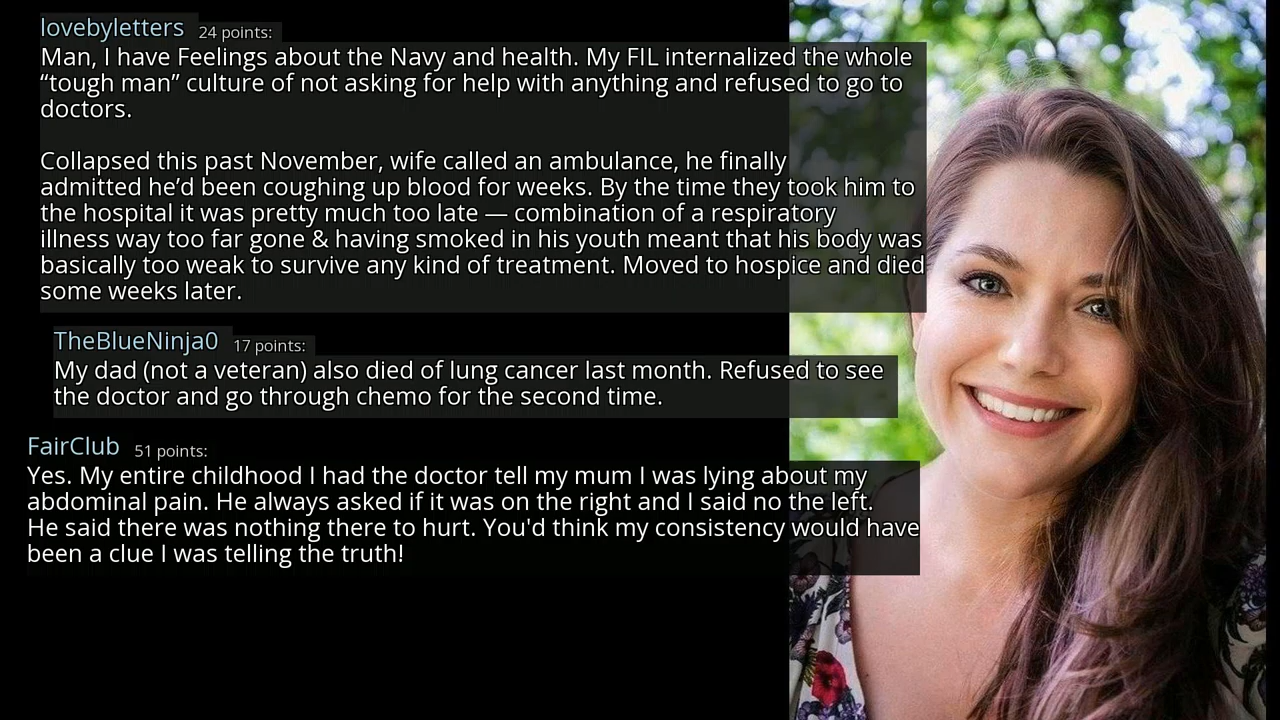 lovebyletters 24 points:
Man, I have Feelings about the Navy and health. My FIL internalized the whole
“tough man” culture of not asking for help with anything and refused to go to
doctors.
Collapsed this past November, wife called an ambulance, he finally
admitted he’d been coughing up blood for weeks. By the time they took him to
the hospital it was pretty much too late — combination of a respiratory
illness way too far gone & having smoked in his youth meant that his body was
basically too weak to survive any kind of treatment. Moved to hospice and died
some weeks later.
TheBlueNinja0 17 points:
My dad (not a veteran) also died of lung cancer last month. Refused to see
the doctor and go through chemo for the second time.
FairClub 51 points:
Yes. My entire childhood I had the doctor tell my mum I was lying about my
abdominal pain. He always asked if it was on the right and I said no the left.
He said there was nothing there to hurt. You'd think my consistency would have
been a clue I was telling the truth!